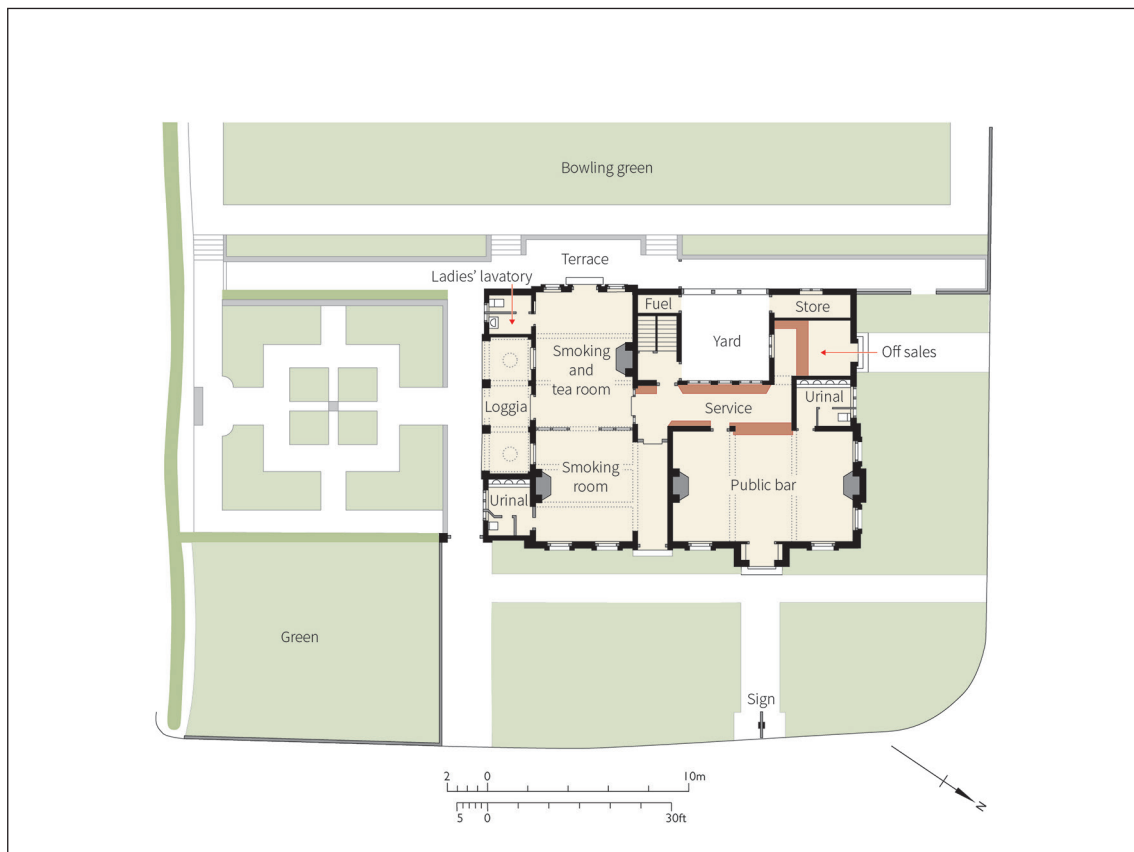 Bowling green
Terrace
Ladies’ lavatory
Fuel
Store
Yard
Off sales
Smoking
and
tea room
Loggia
Service
Urinal
Smoking
room
Public bar
Urinal
Green
Sign
2 0 10m
5 0 30ft
N